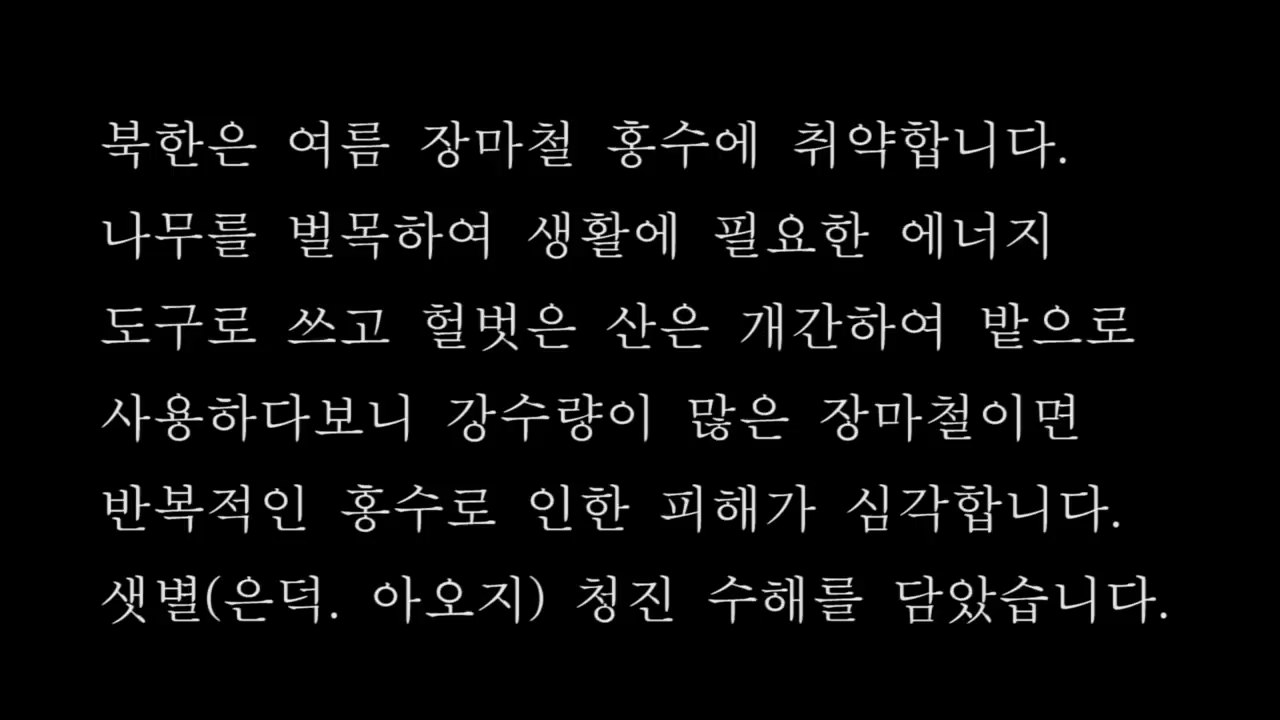 북한은 여름 장마철 홍수에 취약합니다.
나무를 벌목하여 생활에 필요한 에너지
도구로 쓰고 헐벗은 산은 개간하여 밭으로
사용하다보니 강수량이 많은 장마철이면
반복적인 홍수로 인한 피해가 심각합니다.
샛별(은덕. 아오지) 청진 수해를 담았습니다.